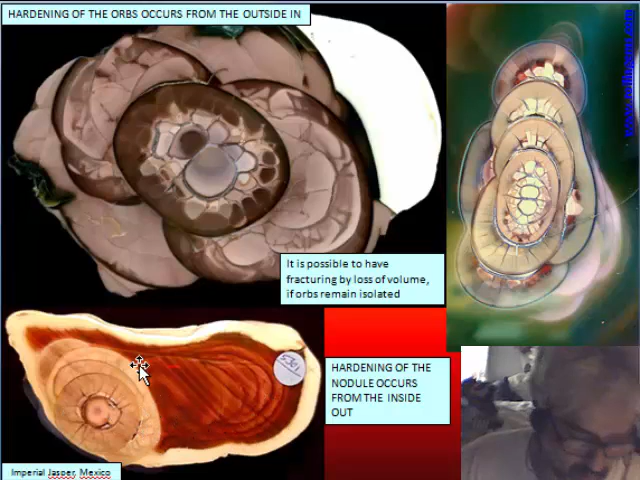 HARDENING OF THE ORBS OCCURS FROM THE OUTSIDE IN
It is possible to have
fracturing by loss of volume,
if orbs remain isolated
HARDENING OF THE
NODULE OCCURS
FROM THE INSIDE
OUT
Imperial Jasper, Mexico